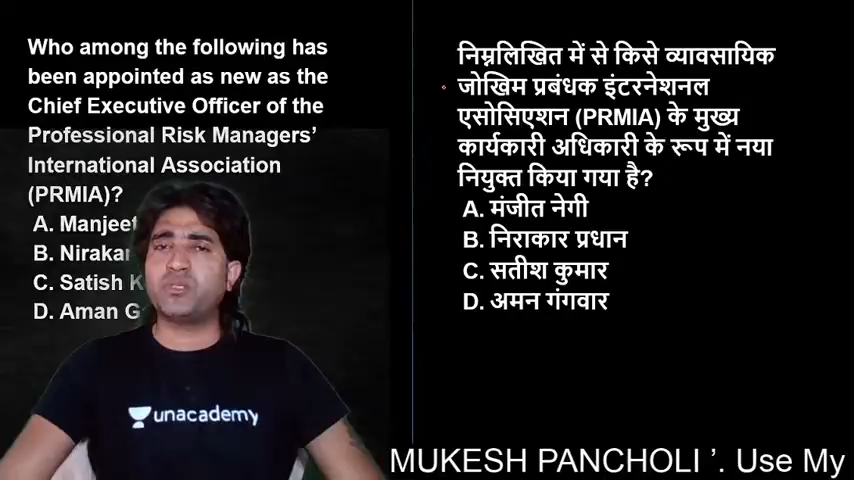 Who among the following has
been appointed as new as the
Chief Executive Officer of the
Professional Risk Managers’
International Association
(PRMIA)?
A. Manjeet
B. Niraka
C. Satish K
D. Aman G
निम्नलिखित में से किसे व्यावसायिक
जोखिम प्रबंधक इंटरनेशनल
एसोसिएशन (PRMIA) के मुख्य
कार्यकारी अधिकारी के रूप में नया
नियुक्त किया गया है?
A. मंजीत नेगी
B. निराकार प्रधान
C. सतीश कुमार
D. अमन गंगवार
unacademy
MUKESH PANCHOLI ’. Use My